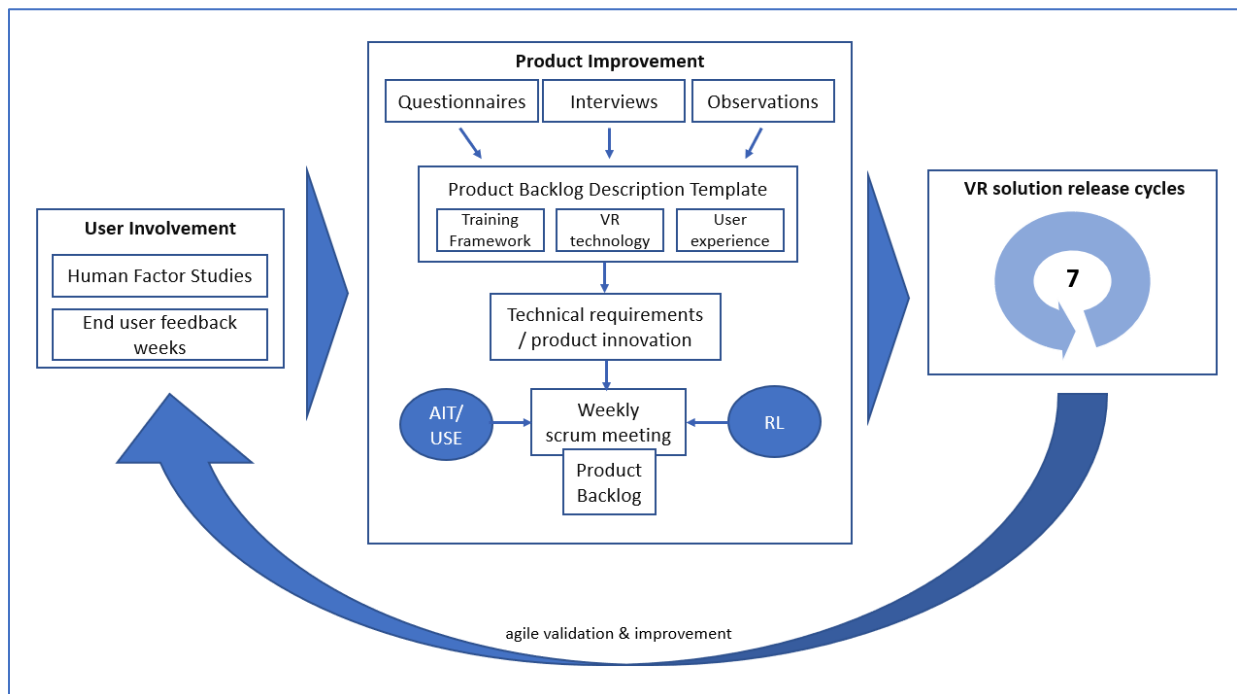 User Involvement
Human Factor Studies
End user feedback
weeks
Product Improvement
Questionnaires
Interviews
Observations
Product Backlog Description Template
Training
Framework
VR
technology
User
experience
Technical requirements
/ product innovation
AIT/
USE
Weekly
scrum meeting
RL
Product
Backlog
VR solution release cycles
7
agile validation & improvement